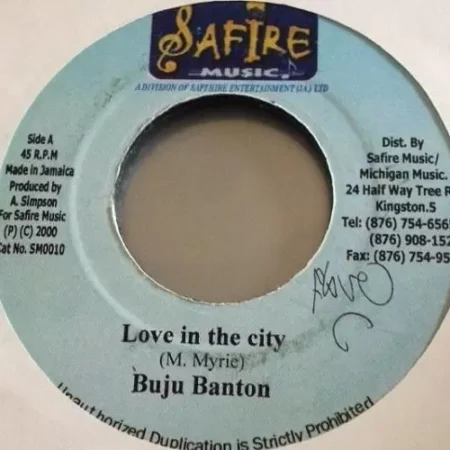 SAFIRE
MUSIC
A DIVISION OF SAPPHIRE ENTERTAINMENT (JA) LTD
Side A
45 R.P.M
Made in Jamaica
Produced by
A. Simpson
For Safire Music
(P) (C) 2000
Cat No. SM0010
Dist. By
Safire Music/
Michigan Music.
24 Half Way Tree R
Kingston.5
Tel: (876) 754-656
(876) 908-152
Fax: (876) 754-95
Love in the city
(M. Myrie)
Buju Banton
Unauthorized Duplication is Strictly Prohibited